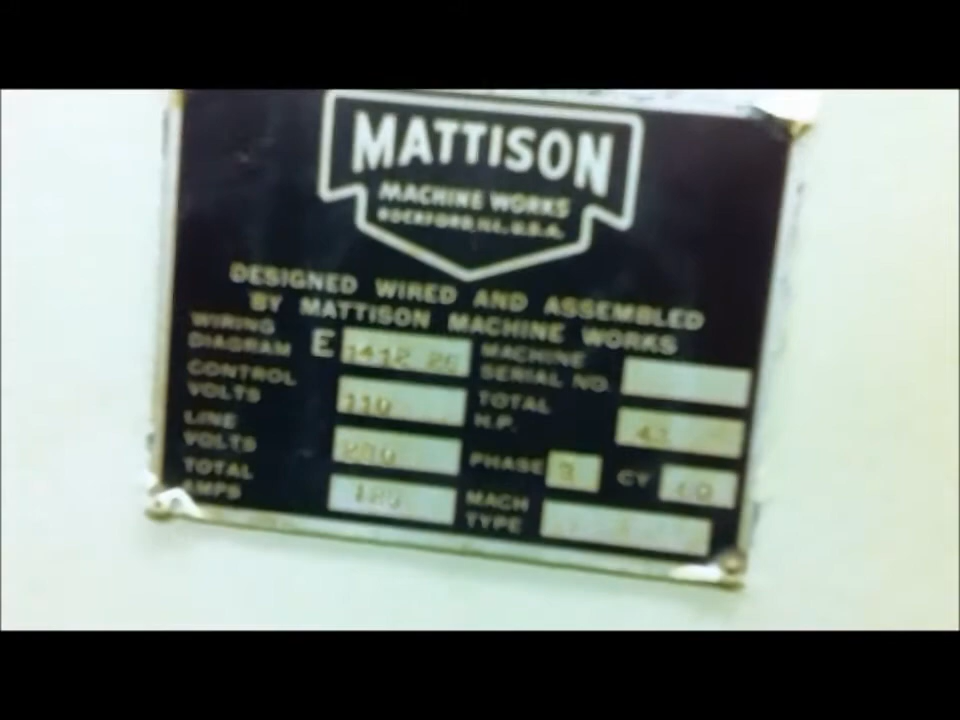 MATTISON
MACHINE WORKS
ROCKFORD, ILL. U.S.A.
DESIGNED WIRED AND ASSEMBLED
BY MATTISON MACHINE WORKS
WIRING DIAGRAM E
MACHINE SERIAL NO.
CONTROL VOLTS 110
TOTAL H.P.
LINE VOLTS
PHASE 3 CY
TOTAL AMPS
MACH TYPE